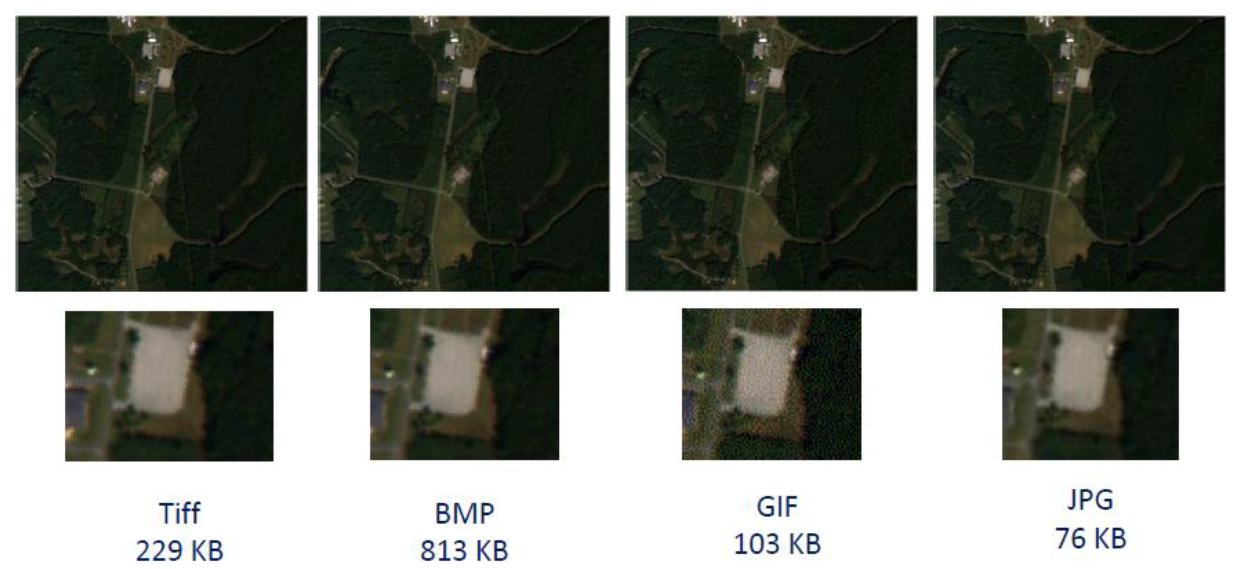 Tiff
229 KB
BMP
813 KB
GIF
103 KB
JPG
76 KB